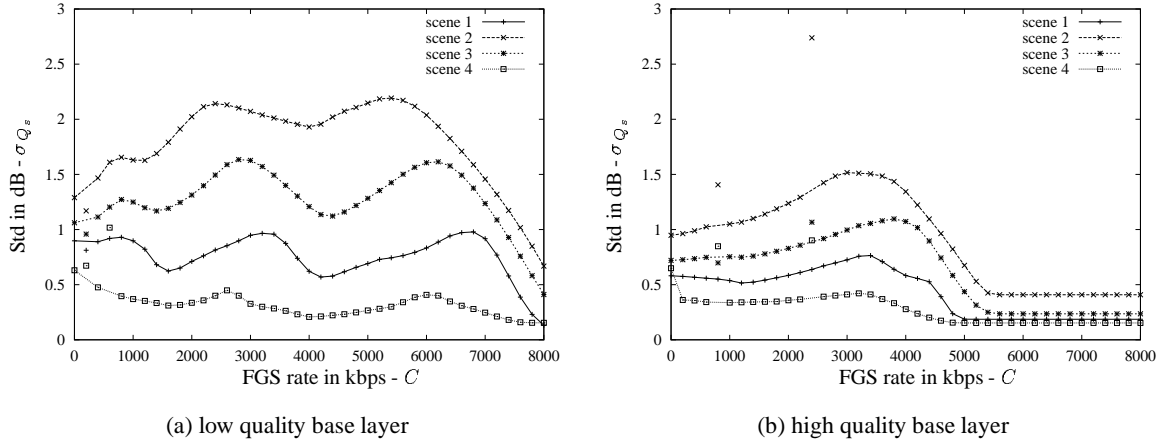 3
2.5
2
1.5
1
0.5
0
0 1000 2000 3000 4000 5000 6000 7000 8000
Std in dB - σ_{Q_s}
FGS rate in kbps - C
scene 1
scene 2
scene 3
scene 4
(a) low quality base layer
3
2.5
2
1.5
1
0.5
0
0 1000 2000 3000 4000 5000 6000 7000 8000
Std in dB - σ_{Q_s}
FGS rate in kbps - C
scene 1
scene 2
scene 3
scene 4
(b) high quality base layer